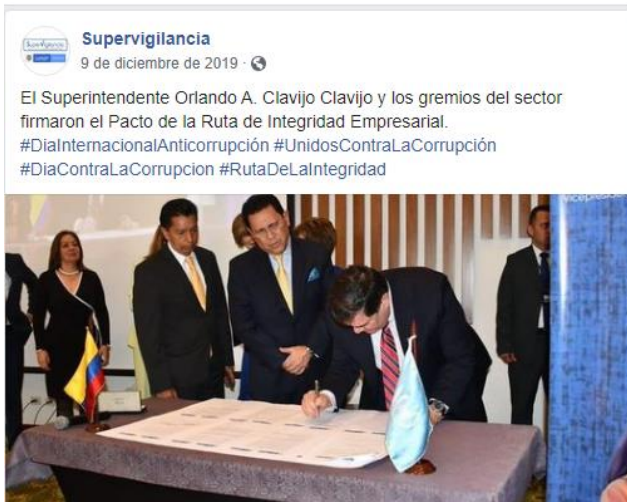 SuperVigilancia
Supervigilancia
9 de diciembre de 2019 ·
El Superintendente Orlando A. Clavijo Clavijo y los gremios del sector
firmaron el Pacto de la Ruta de Integridad Empresarial.
#DiaInternacionalAnticorrupción #UnidosContraLaCorrupción
#DiaContraLaCorrupcion #RutaDeLaIntegridad